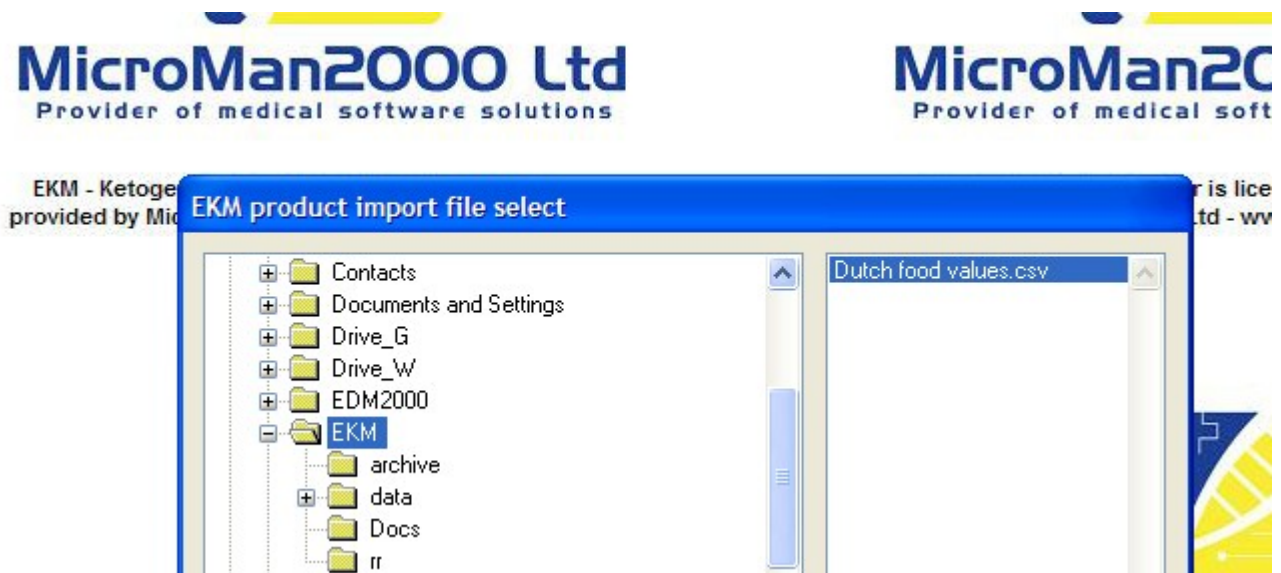 MicroMan2000 Ltd
Provider of medical software solutions
MicroMan20
Provider of medical soft
EKM - Ketoge
provided by Mic
r is lice
td - ww
EKM product import file select
Contacts
Documents and Settings
Drive_G
Drive_W
EDM2000
EKM
archive
data
Docs
rr
Dutch food values.csv